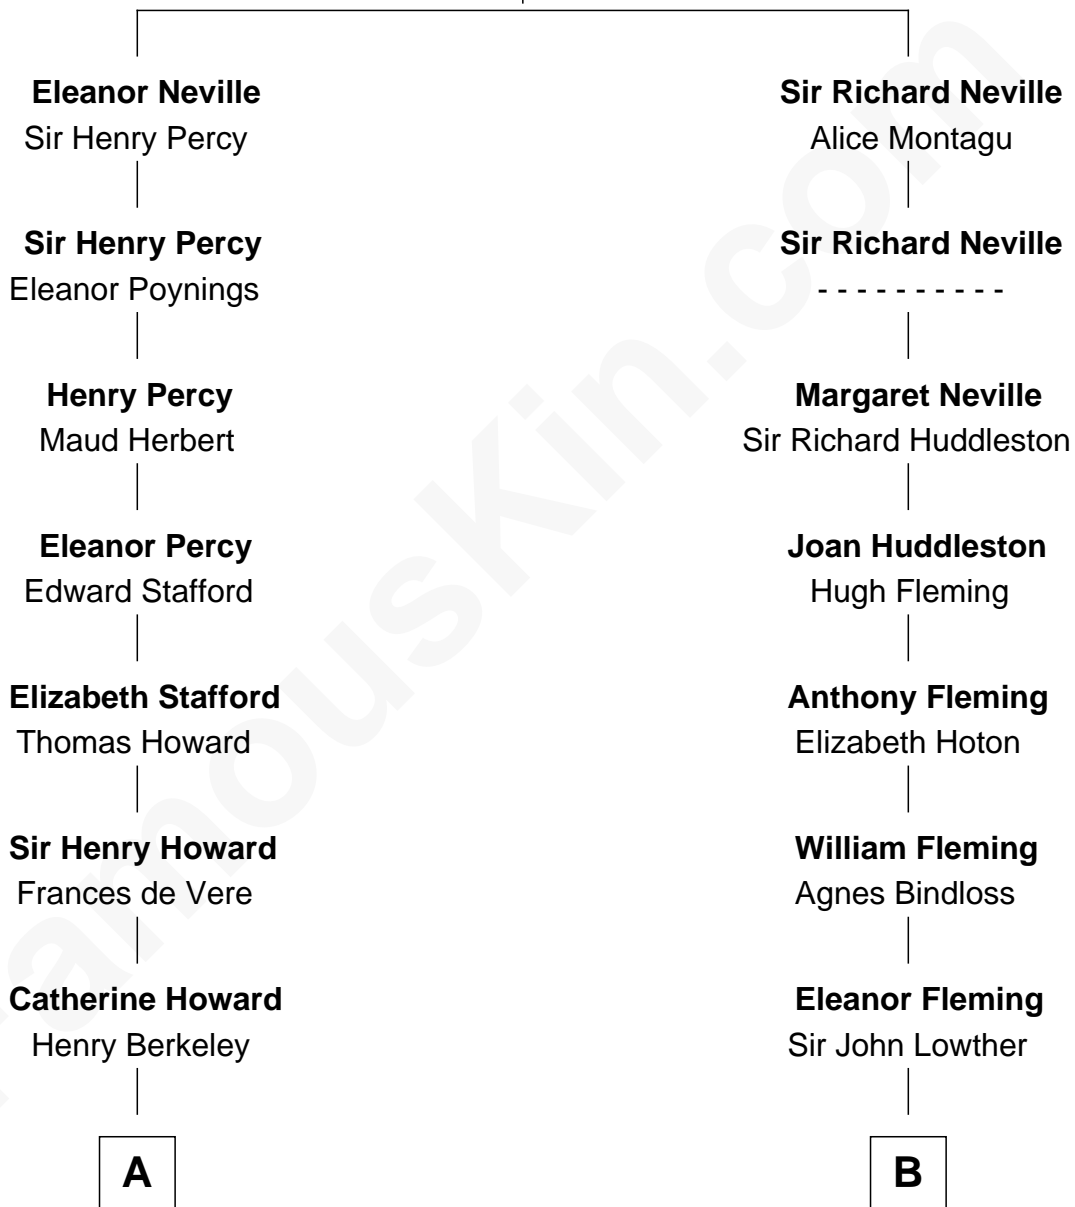 Eleanor Neville
Sir Henry Percy
Sir Richard Neville
Alice Montagu
Sir Henry Percy
Eleanor Poynings
Sir Richard Neville
- - - - - - - - - -
Henry Percy
Maud Herbert
Margaret Neville
Sir Richard Huddleston
Eleanor Percy
Edward Stafford
Joan Huddleston
Hugh Fleming
Elizabeth Stafford
Thomas Howard
Anthony Fleming
Elizabeth Hoton
Sir Henry Howard
Frances de Vere
William Fleming
Agnes Bindloss
Catherine Howard
Henry Berkeley
Eleanor Fleming
Sir John Lowther
A
B
FamousKin.com